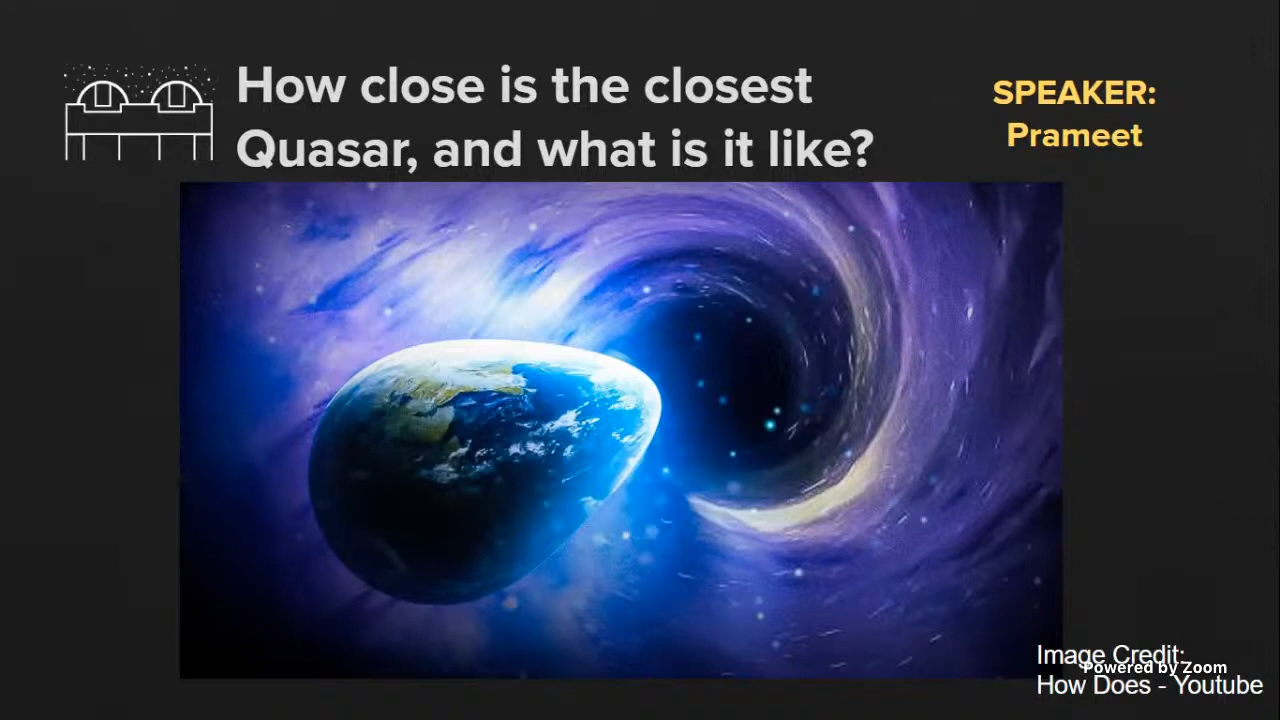 How close is the closest
Quasar, and what is it like?
SPEAKER:
Prameet
Image Credit:
Powered by Zoom
How Does - Youtube